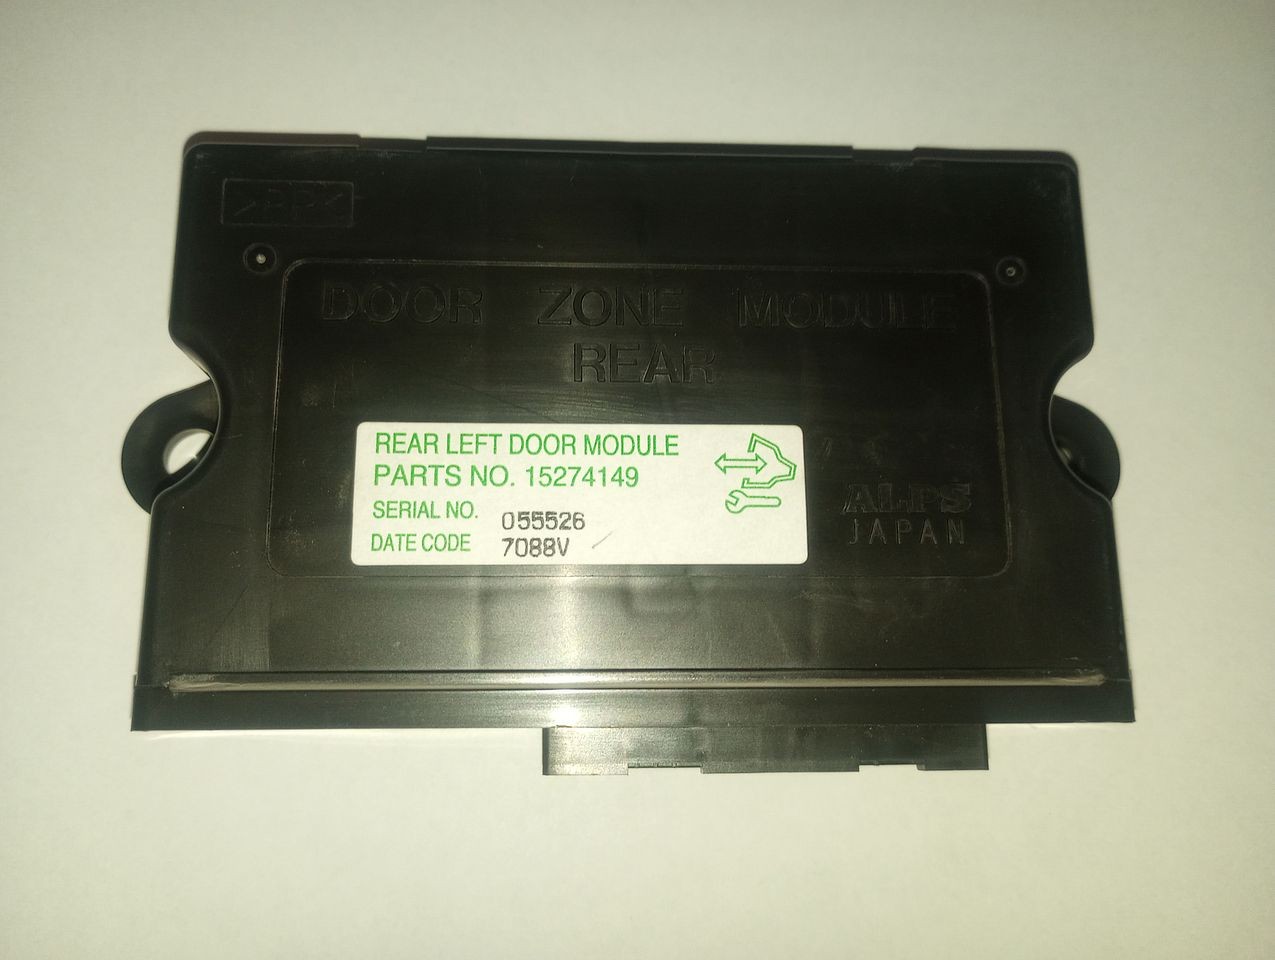 >PP<
DOOR ZONE MODULE
REAR
REAR LEFT DOOR MODULE
PARTS NO. 15274149
SERIAL NO. 055526
DATE CODE 7088V
ALPS
JAPAN